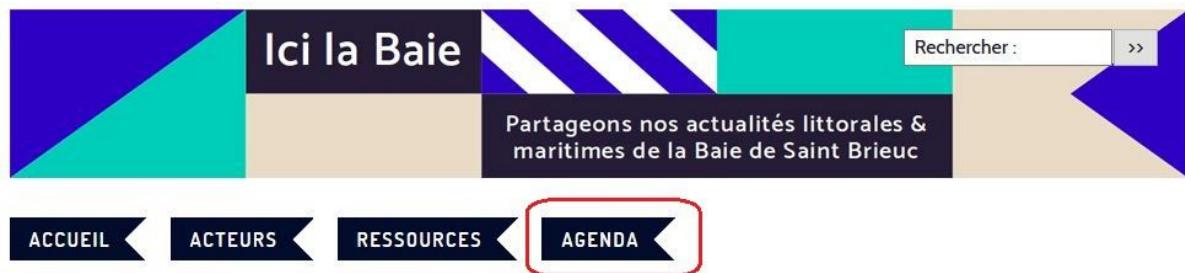 Ici la Baie
Rechercher :
>>
Partageons nos actualités littorales &
maritimes de la Baie de Saint Brieuc
ACCUEIL
ACTEURS
RESSOURCES
AGENDA